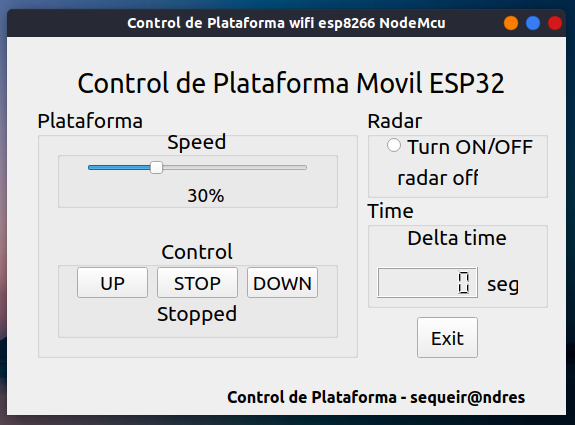 Control de Plataforma wifi esp8266 NodeMcu
Control de Plataforma Movil ESP32
Plataforma
Speed
30%
Control
UP STOP DOWN
Stopped
Radar
Turn ON/OFF
radar off
Time
Delta time
0 seg
Exit
Control de Plataforma - sequeir@ndres